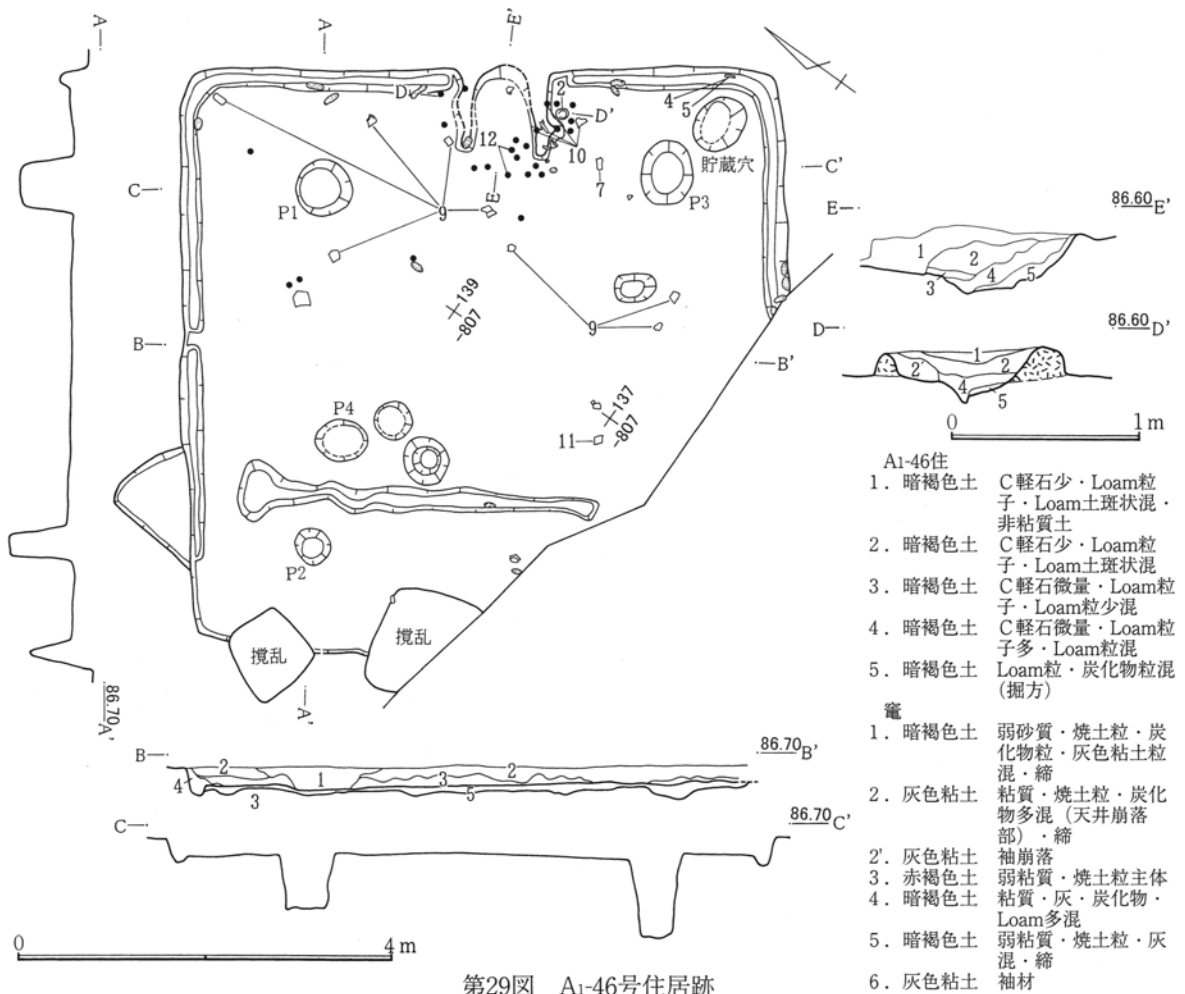 A
A
E'
D
2
D'
4
5
12
10
貯蔵穴
C
P1
E
7
P3
C'
9
139
-807
9
B
B'
P4
137
-807
11
P2
撹乱
撹乱
A'
86.70
A'
E
86.60 E'
1
2
3
4
5
D
86.60 D'
1
2'
2
4
5
0
1 m
B
86.70 B'
2
1
3
2
4
3
5
C
86.70 C'
0
4 m
A1-46住
1. 暗褐色土 C軽石少・Loam粒
子・Loam土斑状混・
非粘質土
2. 暗褐色土 C軽石少・Loam粒
子・Loam土斑状混
3. 暗褐色土 C軽石微量・Loam粒
子・Loam粒少混
4. 暗褐色土 C軽石微量・Loam粒
子多・Loam粒混
5. 暗褐色土 Loam粒・炭化物粒混
(掘方)
竈
1. 暗褐色土 弱砂質・焼土粒・炭
化物粒・灰色粘土粒
混・締
2. 灰色粘土 粘質・焼土粒・炭化
物多混(天井崩落
部)・締
2'. 灰色粘土 袖崩落
3. 赤褐色土 弱粘質・焼土粒主体
4. 暗褐色土 粘質・灰・炭化物・
Loam多混
5. 暗褐色土 弱粘質・焼土粒・灰
混・締
6. 灰色粘土 袖材
第29図 A1-46号住居跡